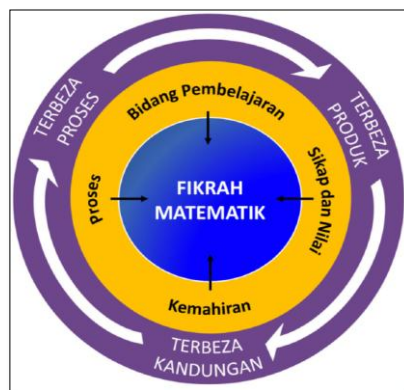 TERBEZA
PROSES
TERBEZA
PRODUK
Bidang Pembelajaran
Proses
FIKRAH
MATEMATIK
Sikap dan Nilai
Kemahiran
TERBEZA
KANDUNGAN